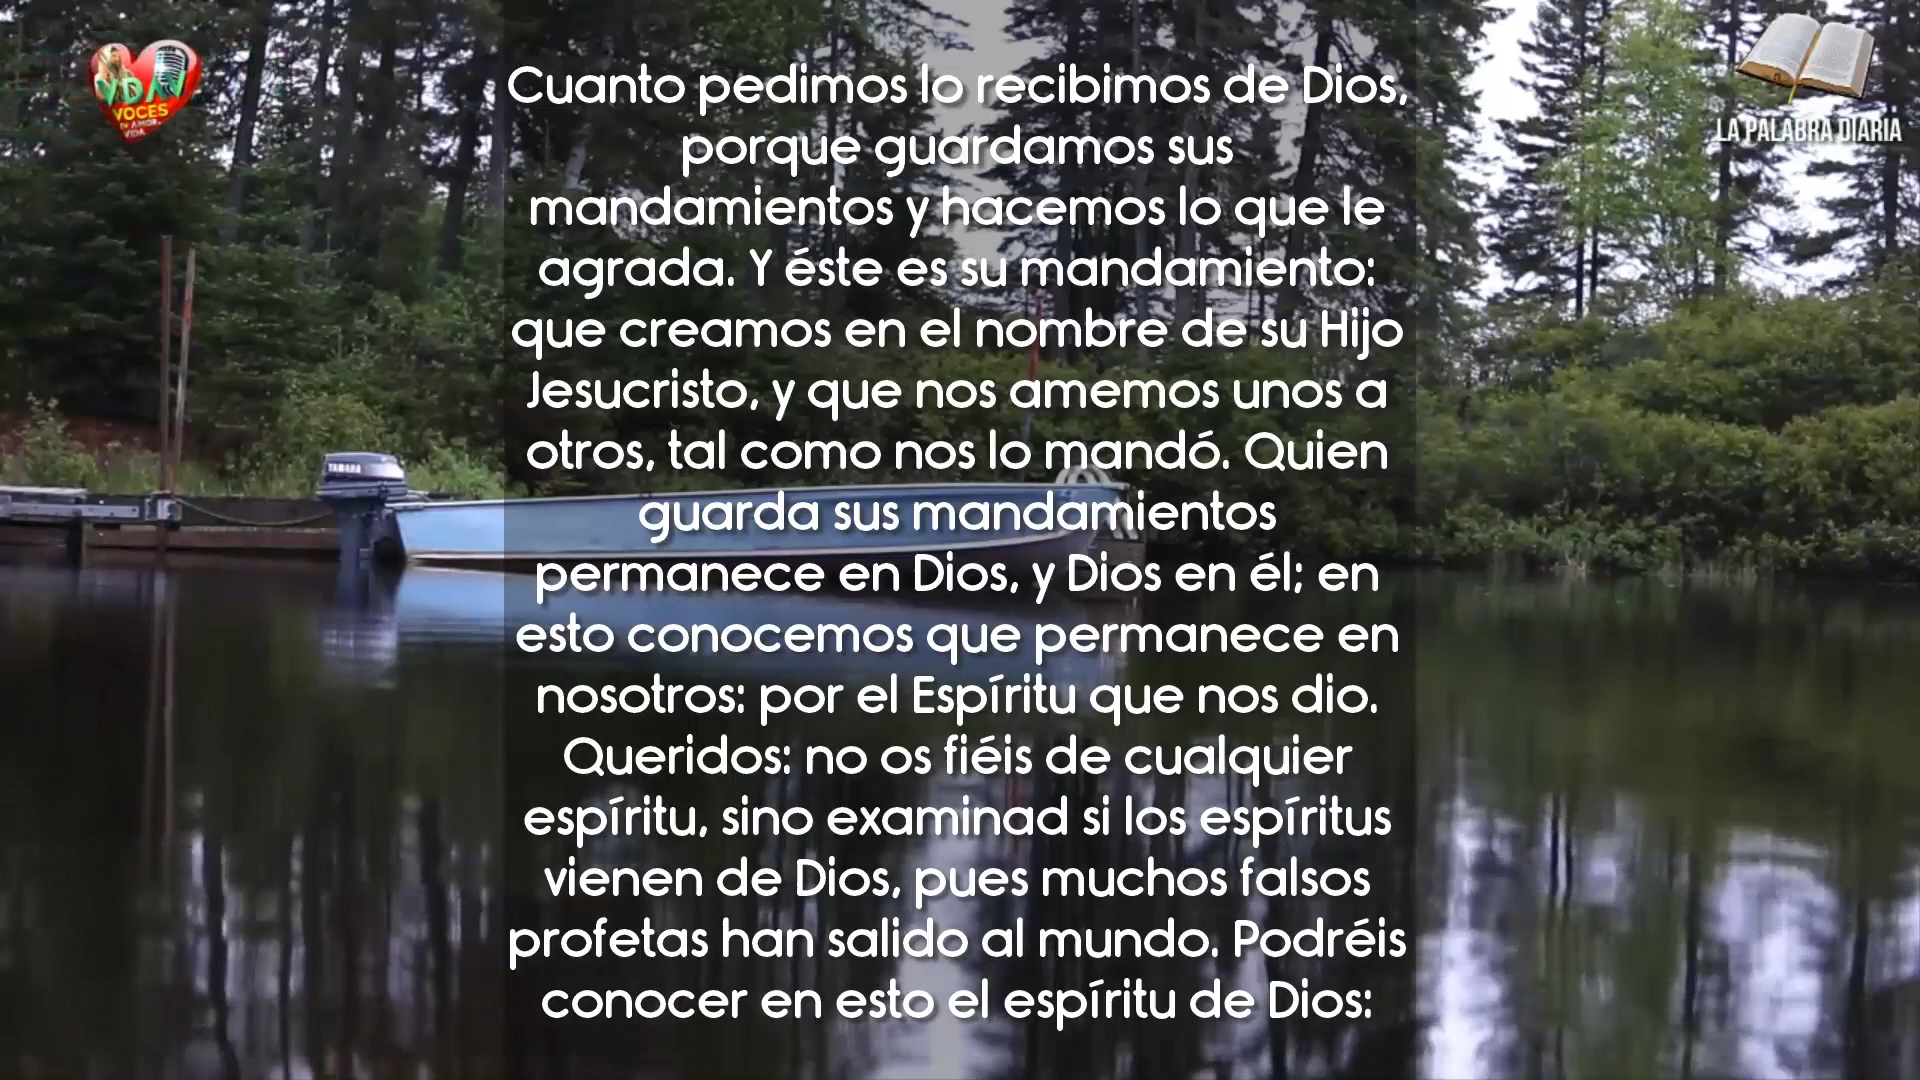 VDAV
VOCES
DE AMOR Y
VIDA
LA PALABRA DIARIA
Cuanto pedimos lo recibimos de Dios,
porque guardamos sus
mandamientos y hacemos lo que le
agrada. Y éste es su mandamiento:
que creamos en el nombre de su Hijo
Jesucristo, y que nos amemos unos a
otros, tal como nos lo mandó. Quien
guarda sus mandamientos
permanece en Dios, y Dios en él; en
esto conocemos que permanece en
nosotros: por el Espíritu que nos dio.
Queridos: no os fiéis de cualquier
espíritu, sino examinad si los espíritus
vienen de Dios, pues muchos falsos
profetas han salido al mundo. Podréis
conocer en esto el espíritu de Dios:
YAMAHA